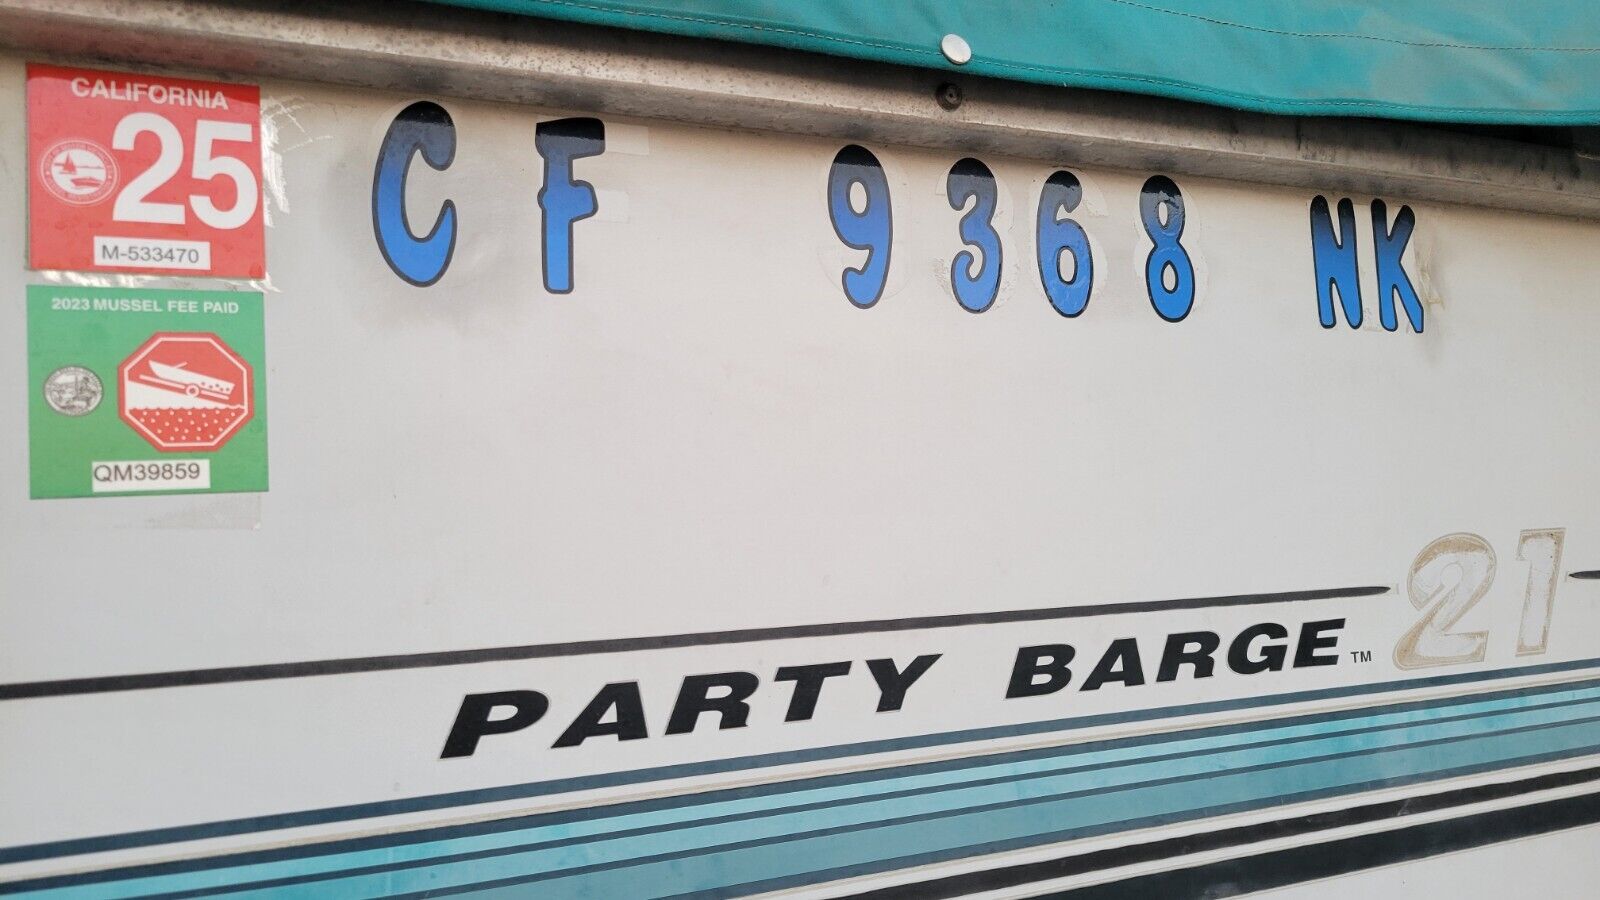 CALIFORNIA
25
M-533470
2023 MUSSEL FEE PAID
QM39859
CF 9368 NK
PARTY BARGE™ 21